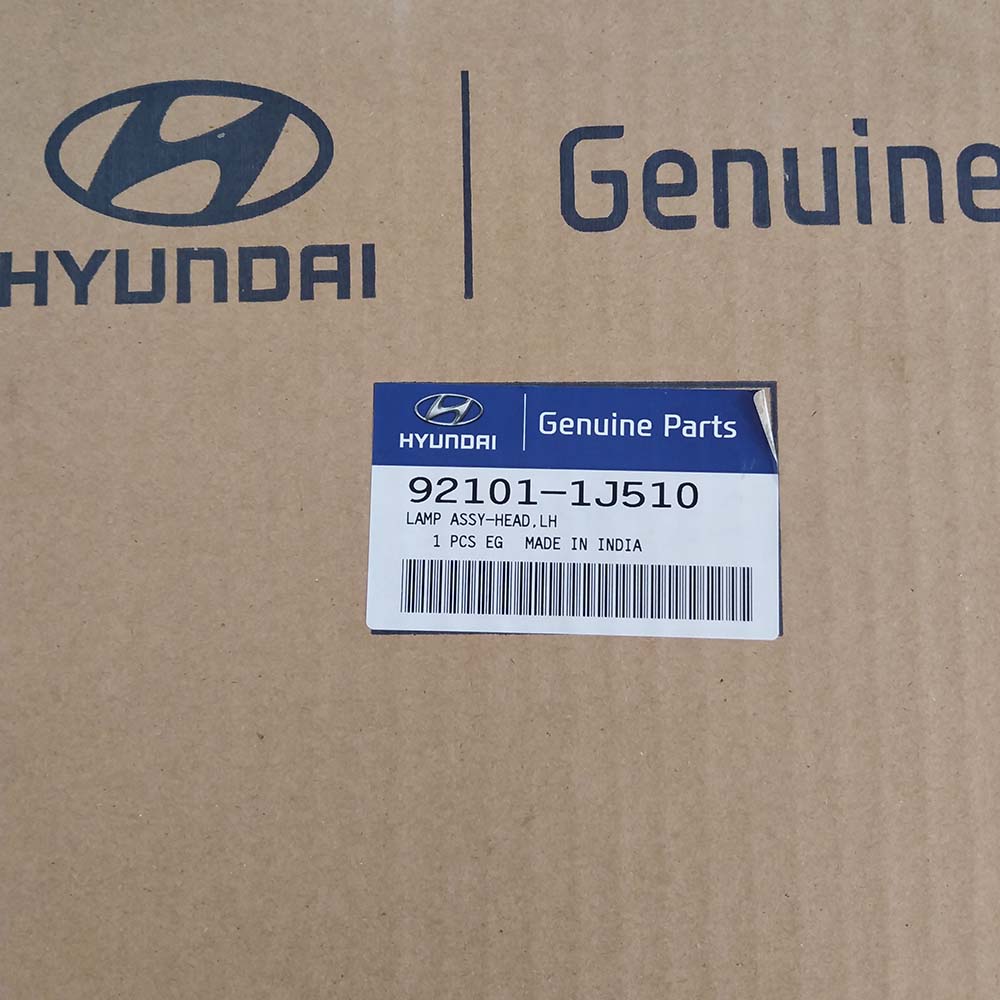 HYUNDAI
Genuine
HYUNDAI
Genuine Parts
92101-1J510
LAMP ASSY-HEAD,LH
1 PCS EG MADE IN INDIA